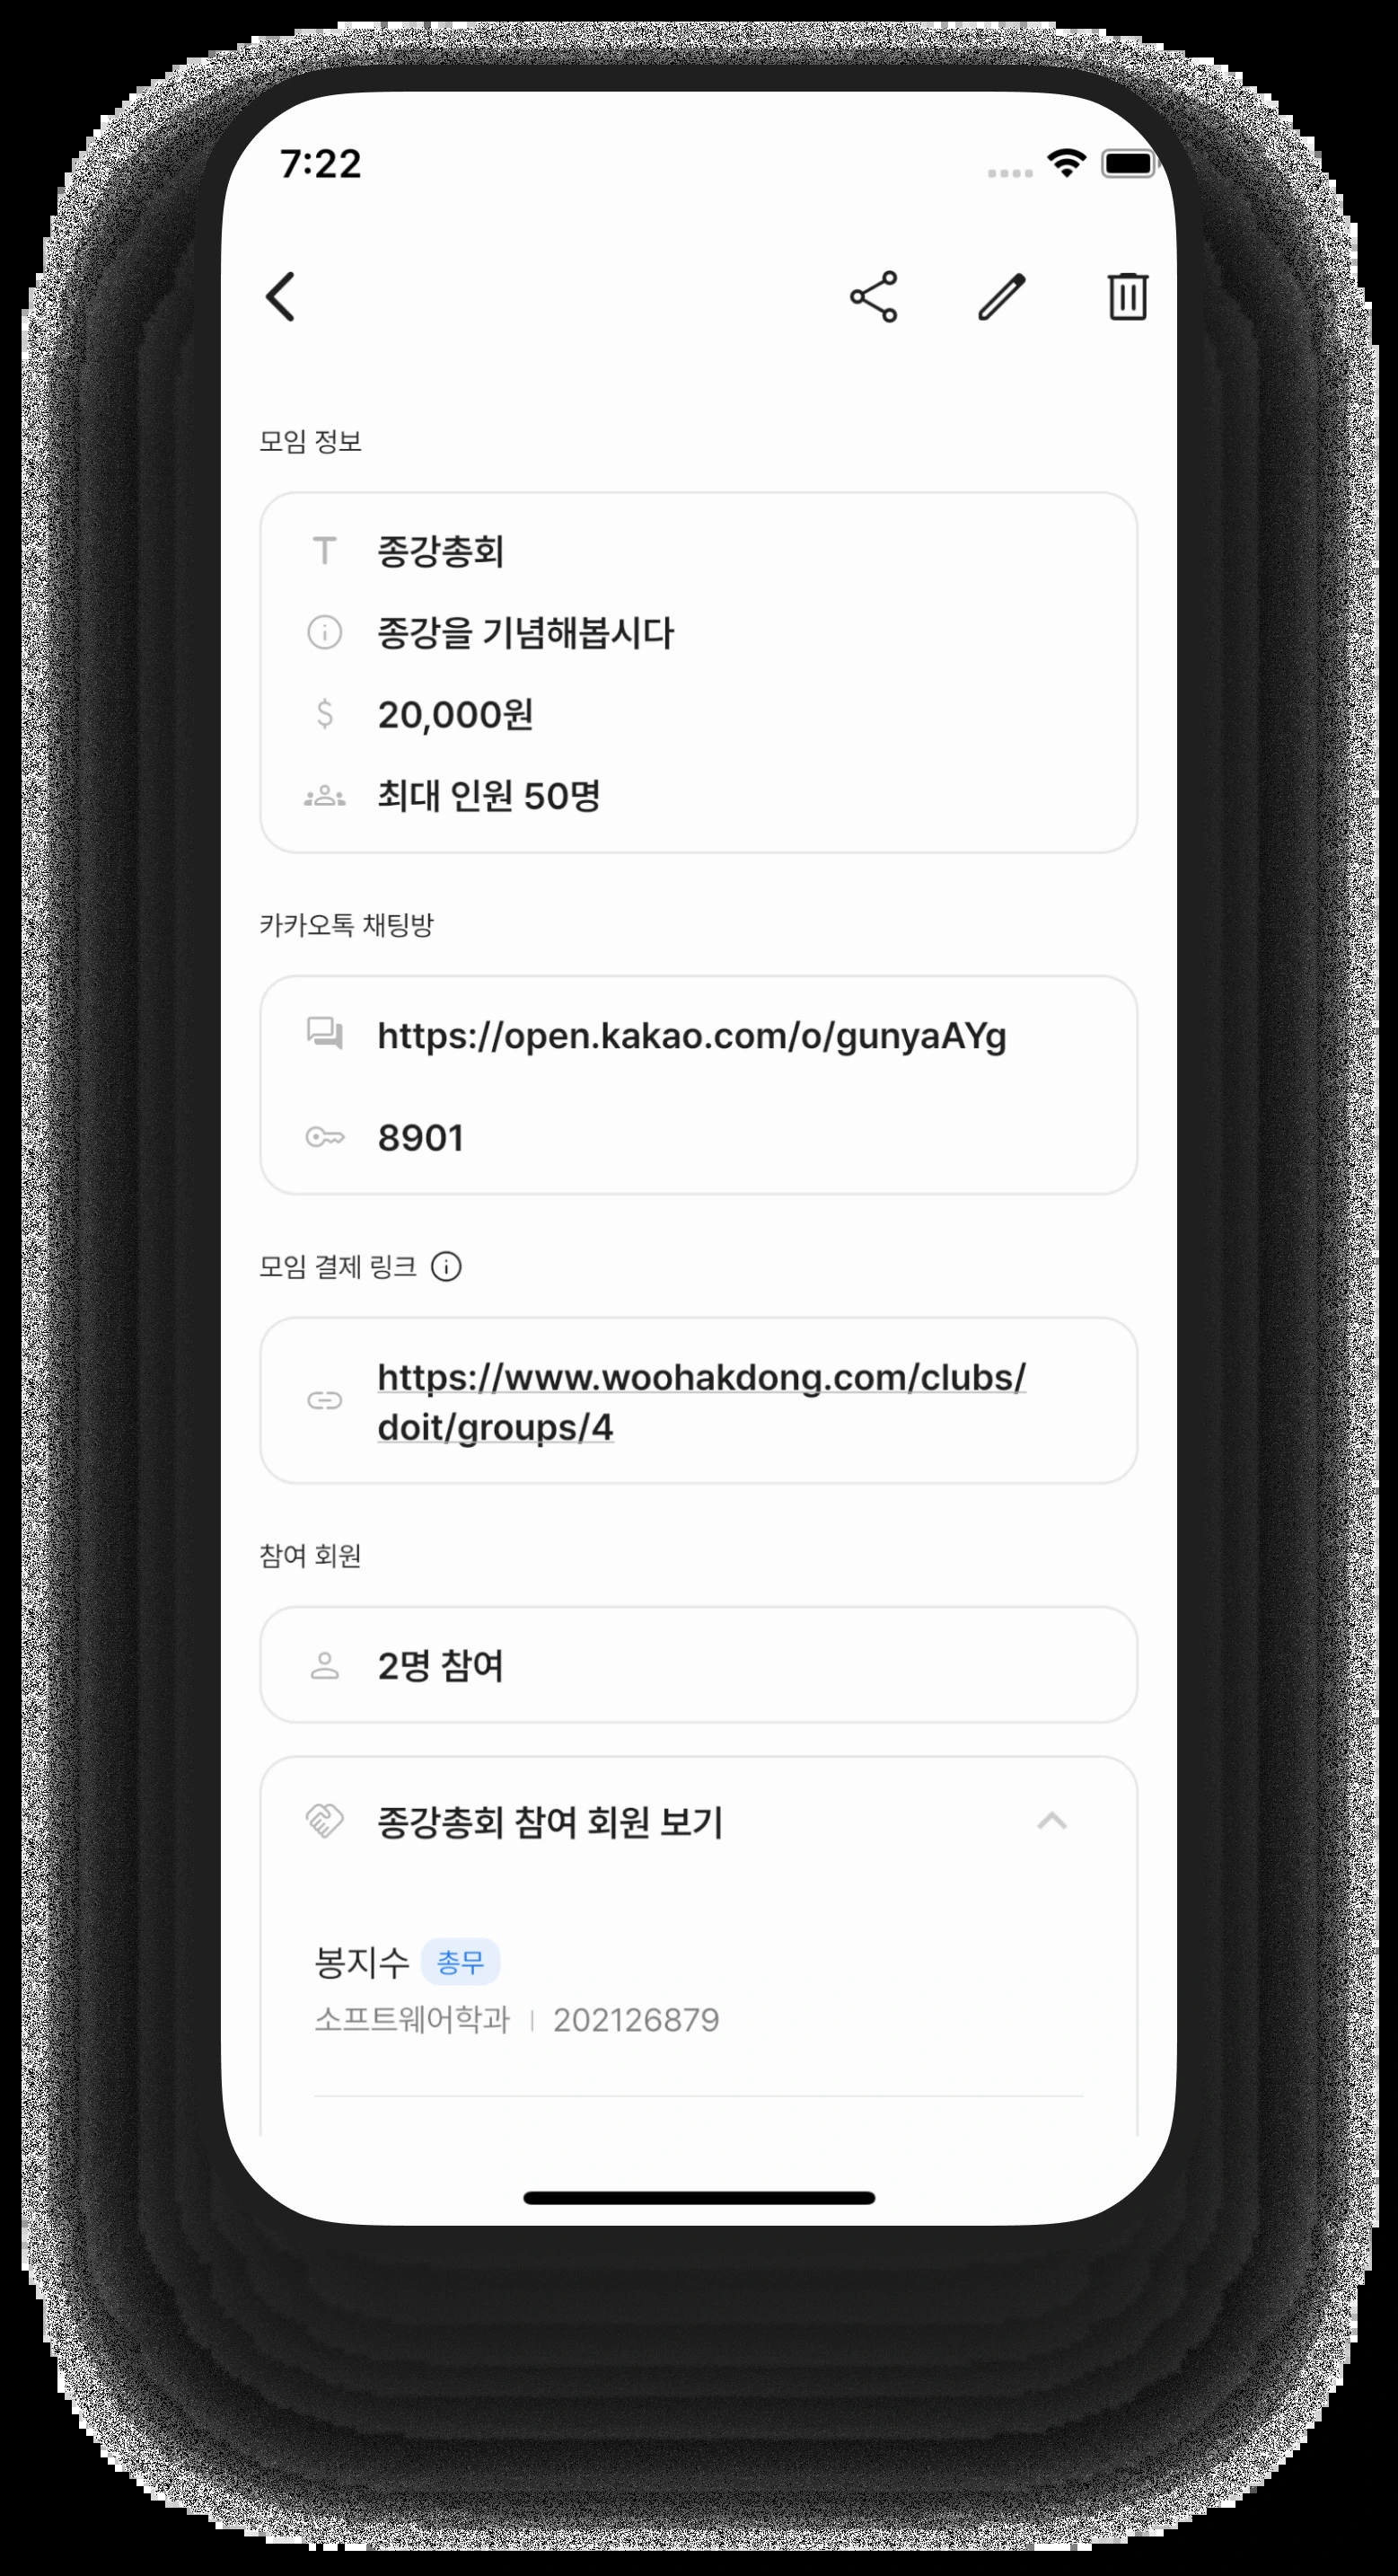 7:22
모임 정보
종강총회
종강을 기념해봅시다
20,000원
최대 인원 50명
카카오톡 채팅방
https://open.kakao.com/o/gunyaAYg
8901
모임 결제 링크
https://www.woohakdong.com/clubs/
doit/groups/4
참여 회원
2명 참여
종강총회 참여 회원 보기
봉지수 총무
소프트웨어학과 | 202126879